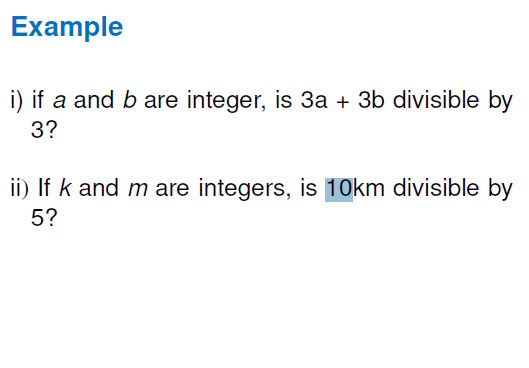 Example
i) if a and b are integer, is 3a + 3b divisible by
3?
ii) If k and m are integers, is 10km divisible by
5?